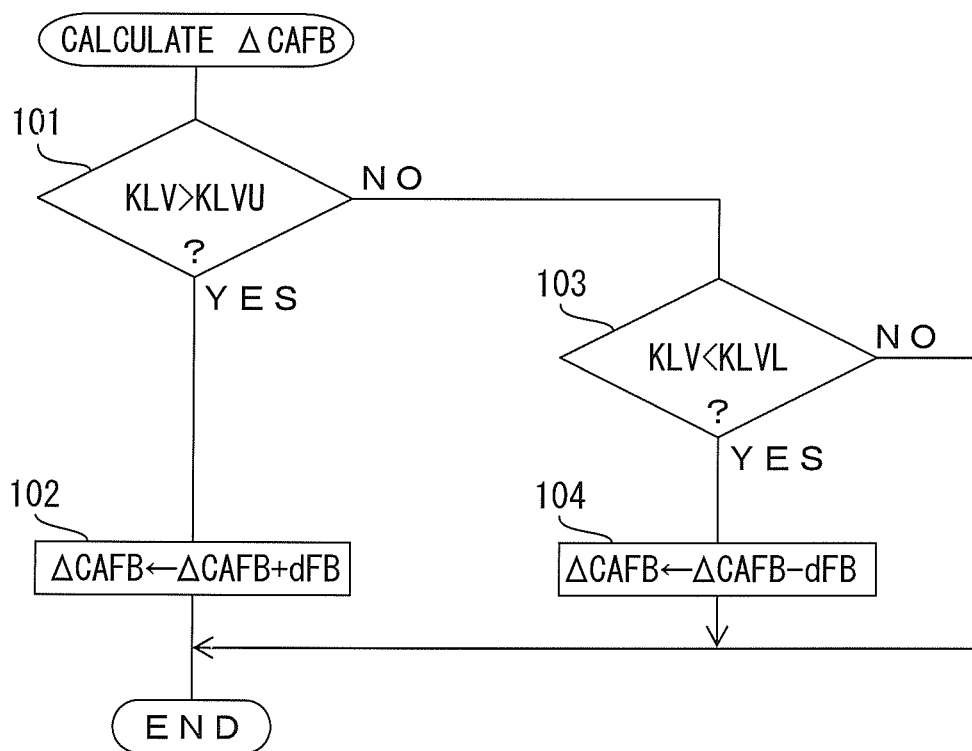 CALCULATE ΔCAFB
101
KLV>KLVU
?
NO
YES
103
KLV<KLVL
?
NO
YES
102
ΔCAFB←ΔCAFB+dFB
104
ΔCAFB←ΔCAFB-dFB
END